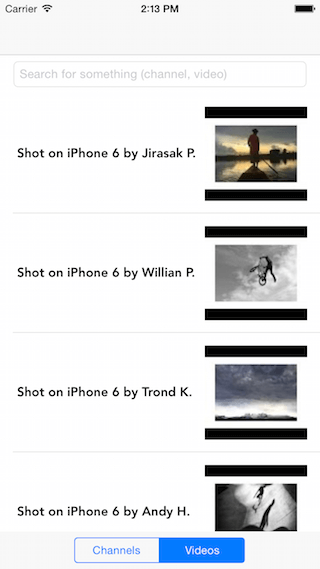 Carrier 2:13 PM
Search for something (channel, video)
Shot on iPhone 6 by Jirasak P.
Shot on iPhone 6 by Willian P.
Shot on iPhone 6 by Trond K.
Shot on iPhone 6 by Andy H.
Channels Videos